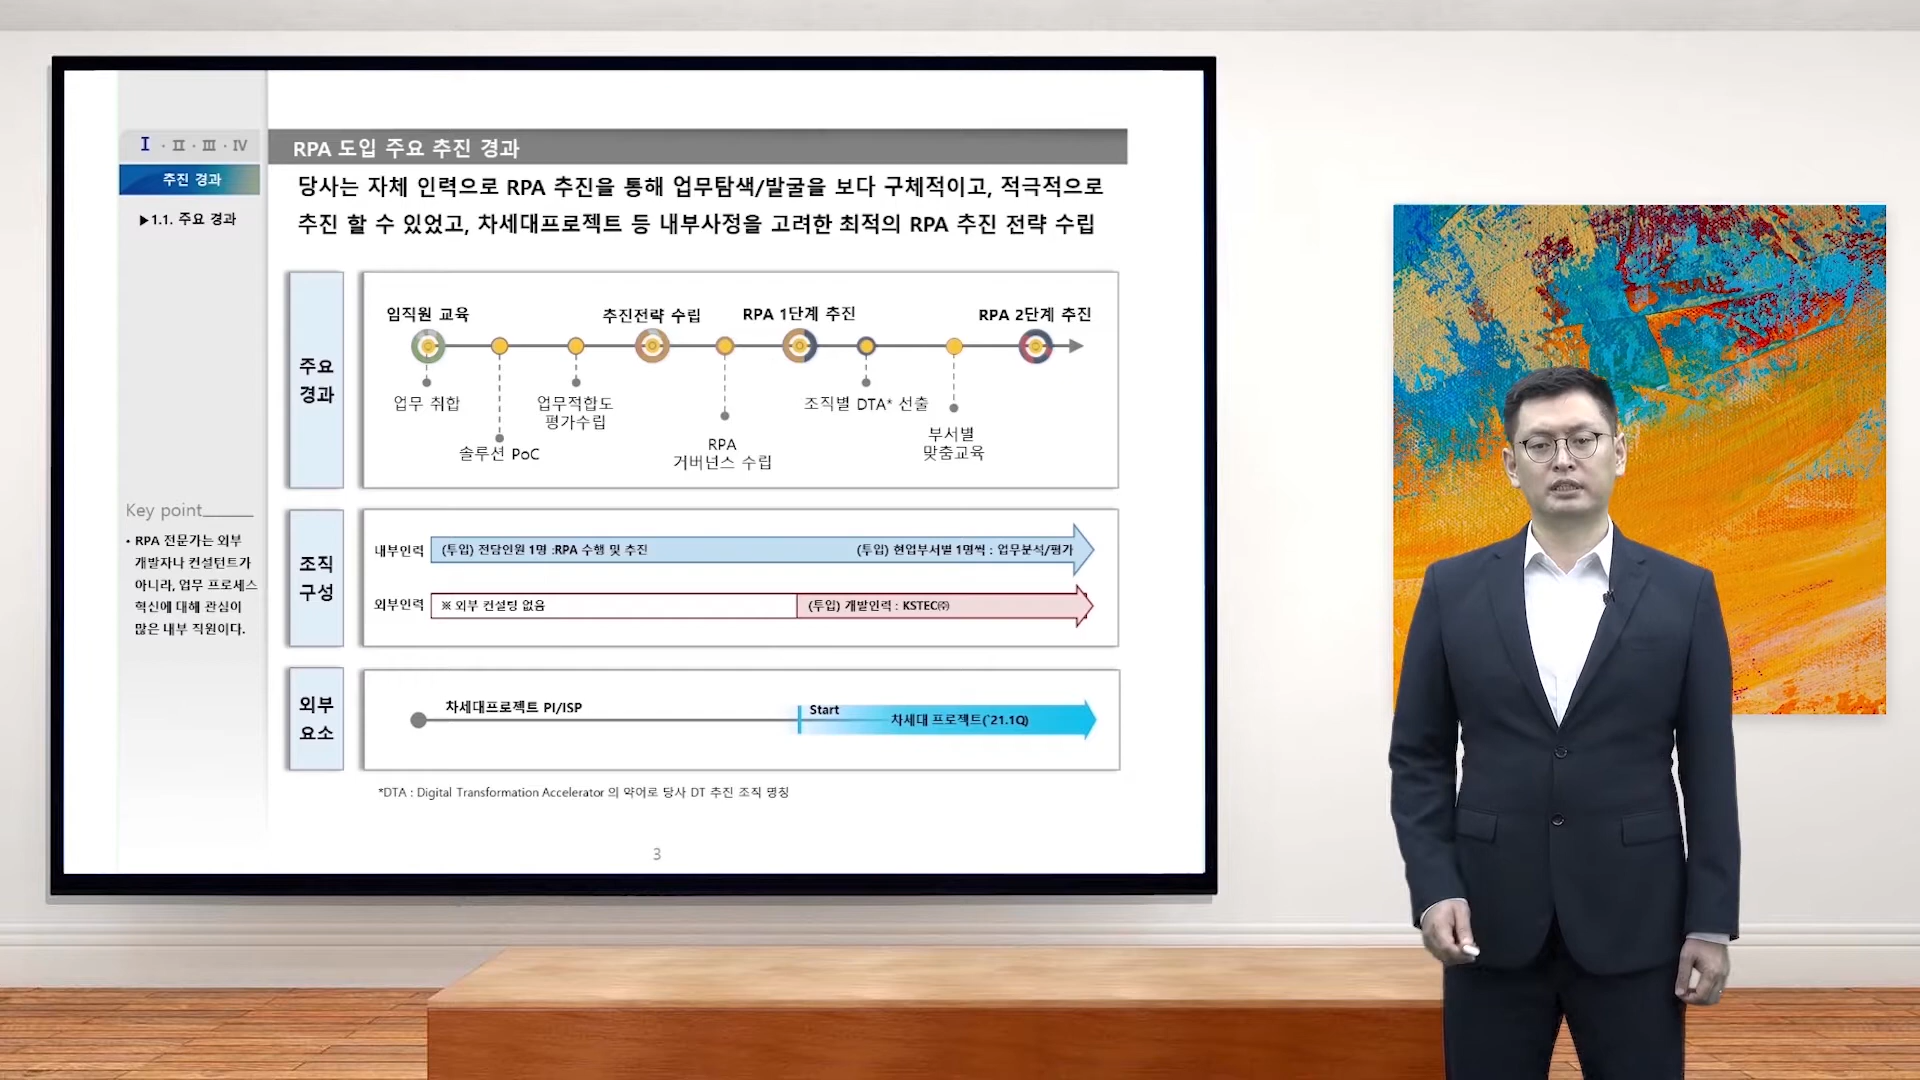 I · II · III · IV
추진 경과
▶1.1. 주요 경과
Key point
• RPA 전문가는 외부
개발자나 컨설턴트가
아니라, 업무 프로세스
혁신에 대해 관심이
많은 내부 직원이다.
RPA 도입 주요 추진 경과
당사는 자체 인력으로 RPA 추진을 통해 업무탐색/발굴을 보다 구체적이고, 적극적으로
추진 할 수 있었고, 차세대프로젝트 등 내부사정을 고려한 최적의 RPA 추진 전략 수립
주요
경과
임직원 교육
추진전략 수립
RPA 1단계 추진
RPA 2단계 추진
업무 취합
솔루션 PoC
업무적합도
평가수립
RPA
거버넌스 수립
조직별 DTA* 선출
부서별
맞춤교육
조직
구성
내부인력
(투입) 전담인원 1명 :RPA 수행 및 추진
(투입) 현업부서별 1명씩 : 업무분석/평가
외부인력
※ 외부 컨설팅 없음
(투입) 개발인력 : KSTEC㈜
외부
요소
차세대프로젝트 PI/ISP
Start
차세대 프로젝트(`21.1Q)
*DTA : Digital Transformation Accelerator 의 약어로 당사 DT 추진 조직 명칭
3